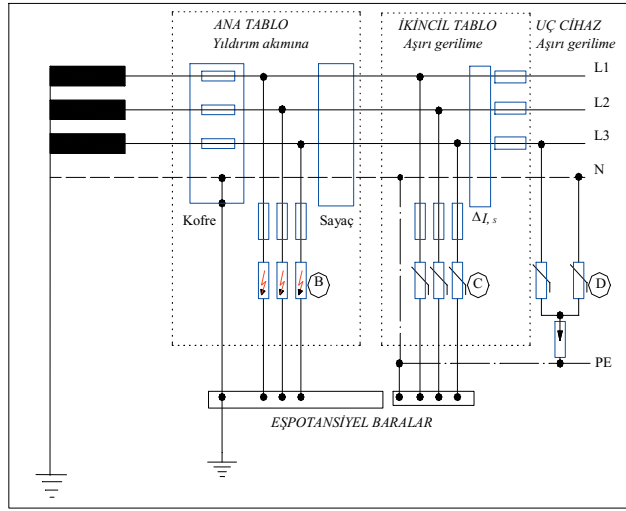 ANA TABLO
Yıldırım akımına
İKİNCİL TABLO
Aşırı gerilime
UÇ CİHAZ
Aşırı gerilime
L1
L2
L3
N
Kofre
Sayaç
ΔI, s
B
C
D
PE
EŞPOTANSİYEL BARALAR